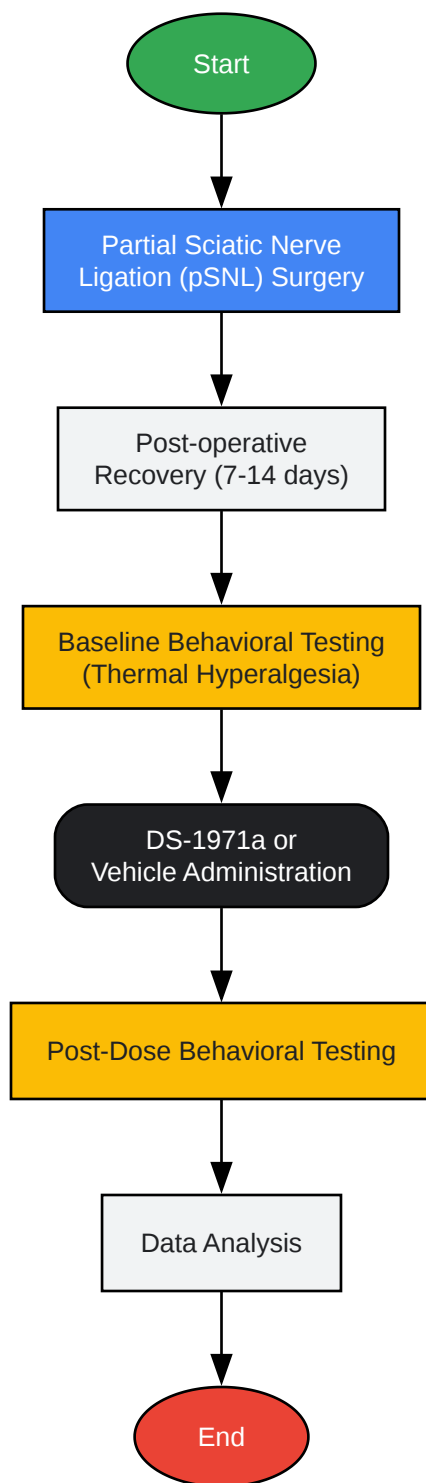 Start
Partial Sciatic Nerve
Ligation (pSNL) Surgery
Post-operative
Recovery (7-14 days)
Baseline Behavioral Testing
(Thermal Hyperalgesia)
DS-1971a or
Vehicle Administration
Post-Dose Behavioral Testing
Data Analysis
End